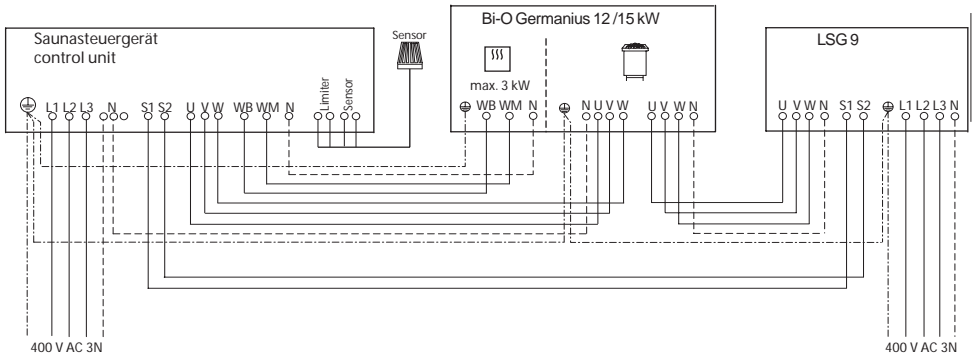 Saunasteuergerät
control unit
Sensor
Bi-O Germanius 12 /15 kW
max. 3 kW
LSG 9
L1 L2 L3 N S1 S2 U V W WB WM N Limiter Sensor
WB WM N N U V W U V W N
U V W N S1 S2 L1 L2 L3 N
400 V AC 3N
400 V AC 3N